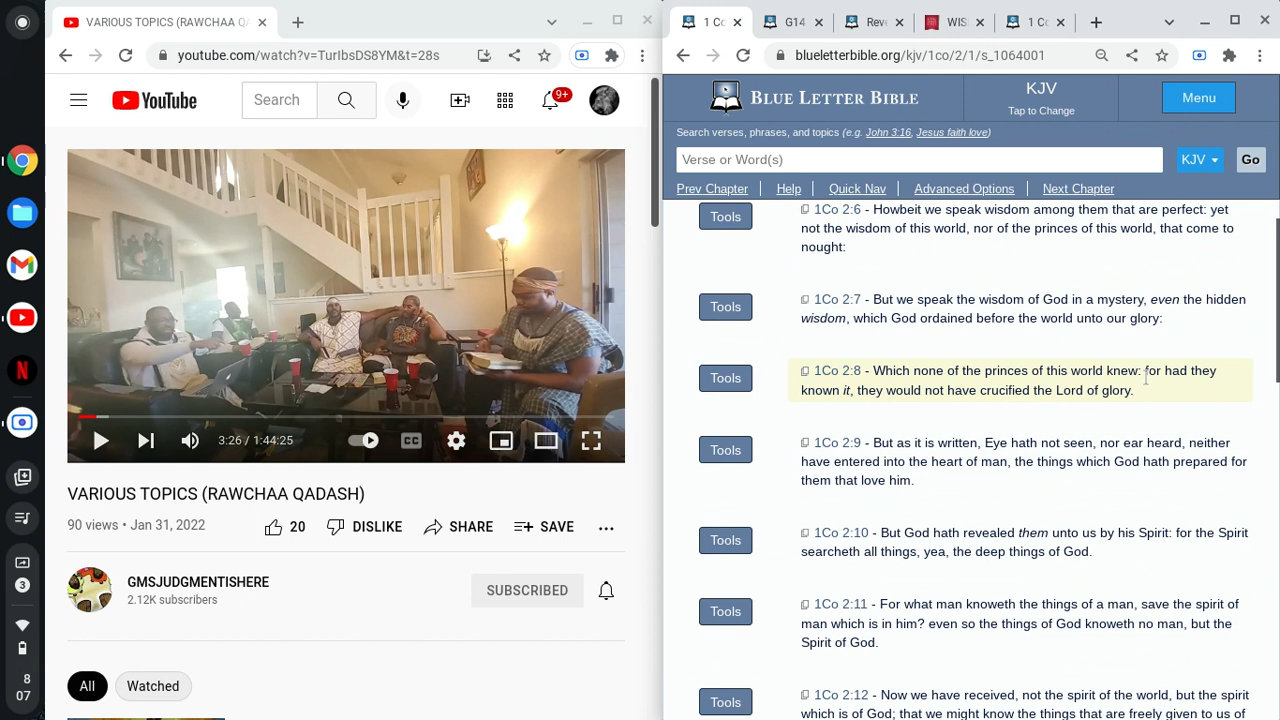 VARIOUS TOPICS (RAWCHAA Q
youtube.com/watch?v=TurIbsDS8YM&t=28s
YouTube
Search
9+
3:26 / 1:44:25
CC
VARIOUS TOPICS (RAWCHAA QADASH)
90 views • Jan 31, 2022
20
DISLIKE
SHARE
SAVE
GMSJUDGMENTISHERE
2.12K subscribers
SUBSCRIBED
All
Watched
N
3
8
07
1 Co
G14
Reve
WIS
1 Co
blueletterbible.org/kjv/1co/2/1/s_1064001
BLUE LETTER BIBLE
KJV
Tap to Change
Menu
Search verses, phrases, and topics (e.g. John 3:16, Jesus faith love)
Verse or Word(s)
KJV
Go
Prev Chapter
Help
Quick Nav
Advanced Options
Next Chapter
Tools
1Co 2:6 - Howbeit we speak wisdom among them that are perfect: yet
not the wisdom of this world, nor of the princes of this world, that come to
nought:
Tools
1Co 2:7 - But we speak the wisdom of God in a mystery, even the hidden
wisdom, which God ordained before the world unto our glory:
Tools
1Co 2:8 - Which none of the princes of this world knew: for had they
known it, they would not have crucified the Lord of glory.
Tools
1Co 2:9 - But as it is written, Eye hath not seen, nor ear heard, neither
have entered into the heart of man, the things which God hath prepared for
them that love him.
Tools
1Co 2:10 - But God hath revealed them unto us by his Spirit: for the Spirit
searcheth all things, yea, the deep things of God.
Tools
1Co 2:11 - For what man knoweth the things of a man, save the spirit of
man which is in him? even so the things of God knoweth no man, but the
Spirit of God.
Tools
1Co 2:12 - Now we have received, not the spirit of the world, but the spirit
which is of God; that we might know the things that are freely given to us of